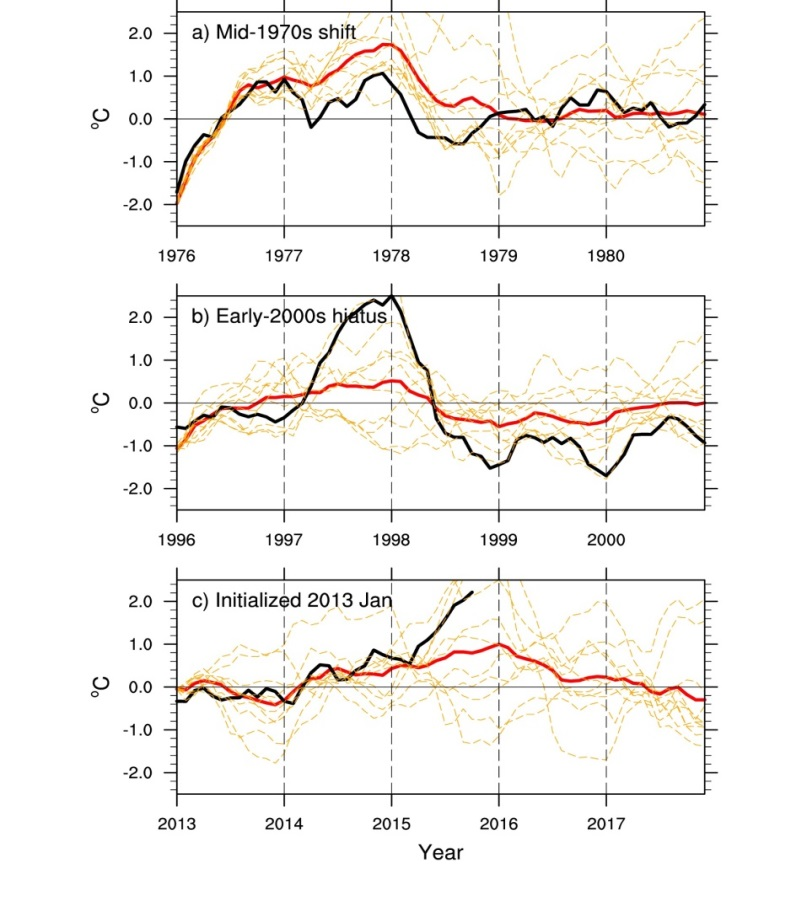 a) Mid-1970s shift
2.0
1.0
0.0
-1.0
-2.0
°C
1976 1977 1978 1979 1980
b) Early-2000s hiatus
2.0
1.0
0.0
-1.0
-2.0
°C
1996 1997 1998 1999 2000
c) Initialized 2013 Jan
2.0
1.0
0.0
-1.0
-2.0
°C
2013 2014 2015 2016 2017
Year